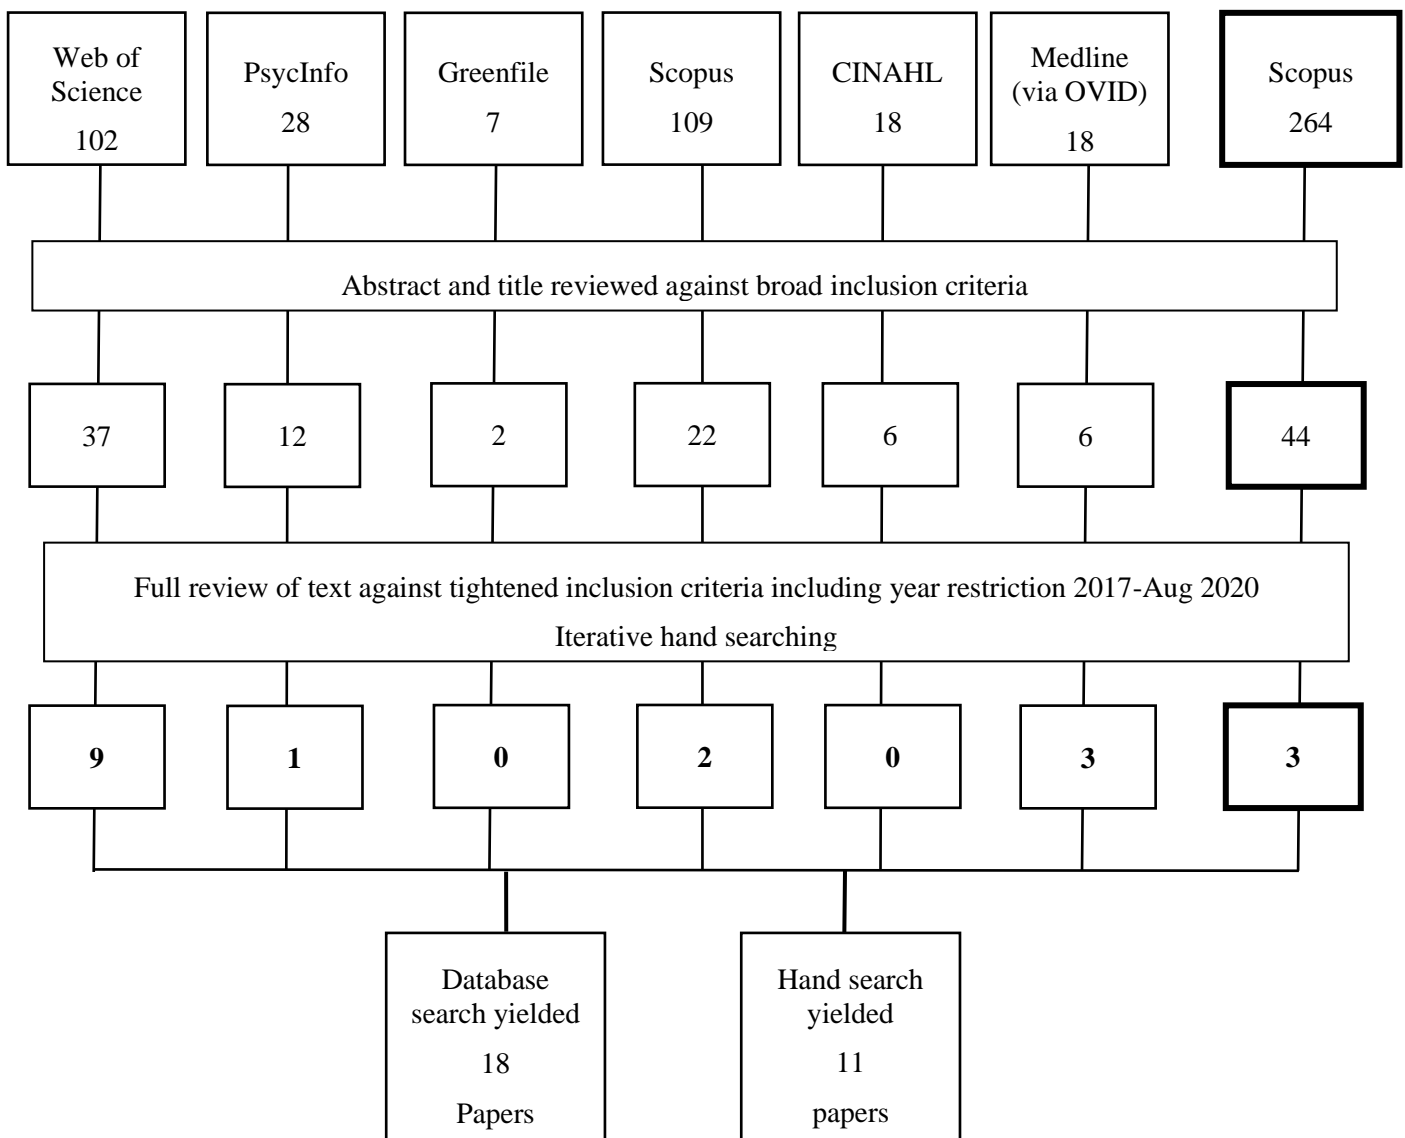 Web of
Science
102
PsycInfo
28
Greenfile
7
Scopus
109
CINAHL
18
Medline
(via OVID)
18
Scopus
264
Abstract and title reviewed against broad inclusion criteria
37
12
2
22
6
6
44
Full review of text against tightened inclusion criteria including year restriction 2017-Aug 2020
Iterative hand searching
9
1
0
2
0
3
3
Database
search yielded
18
Papers
Hand search
yielded
11
papers